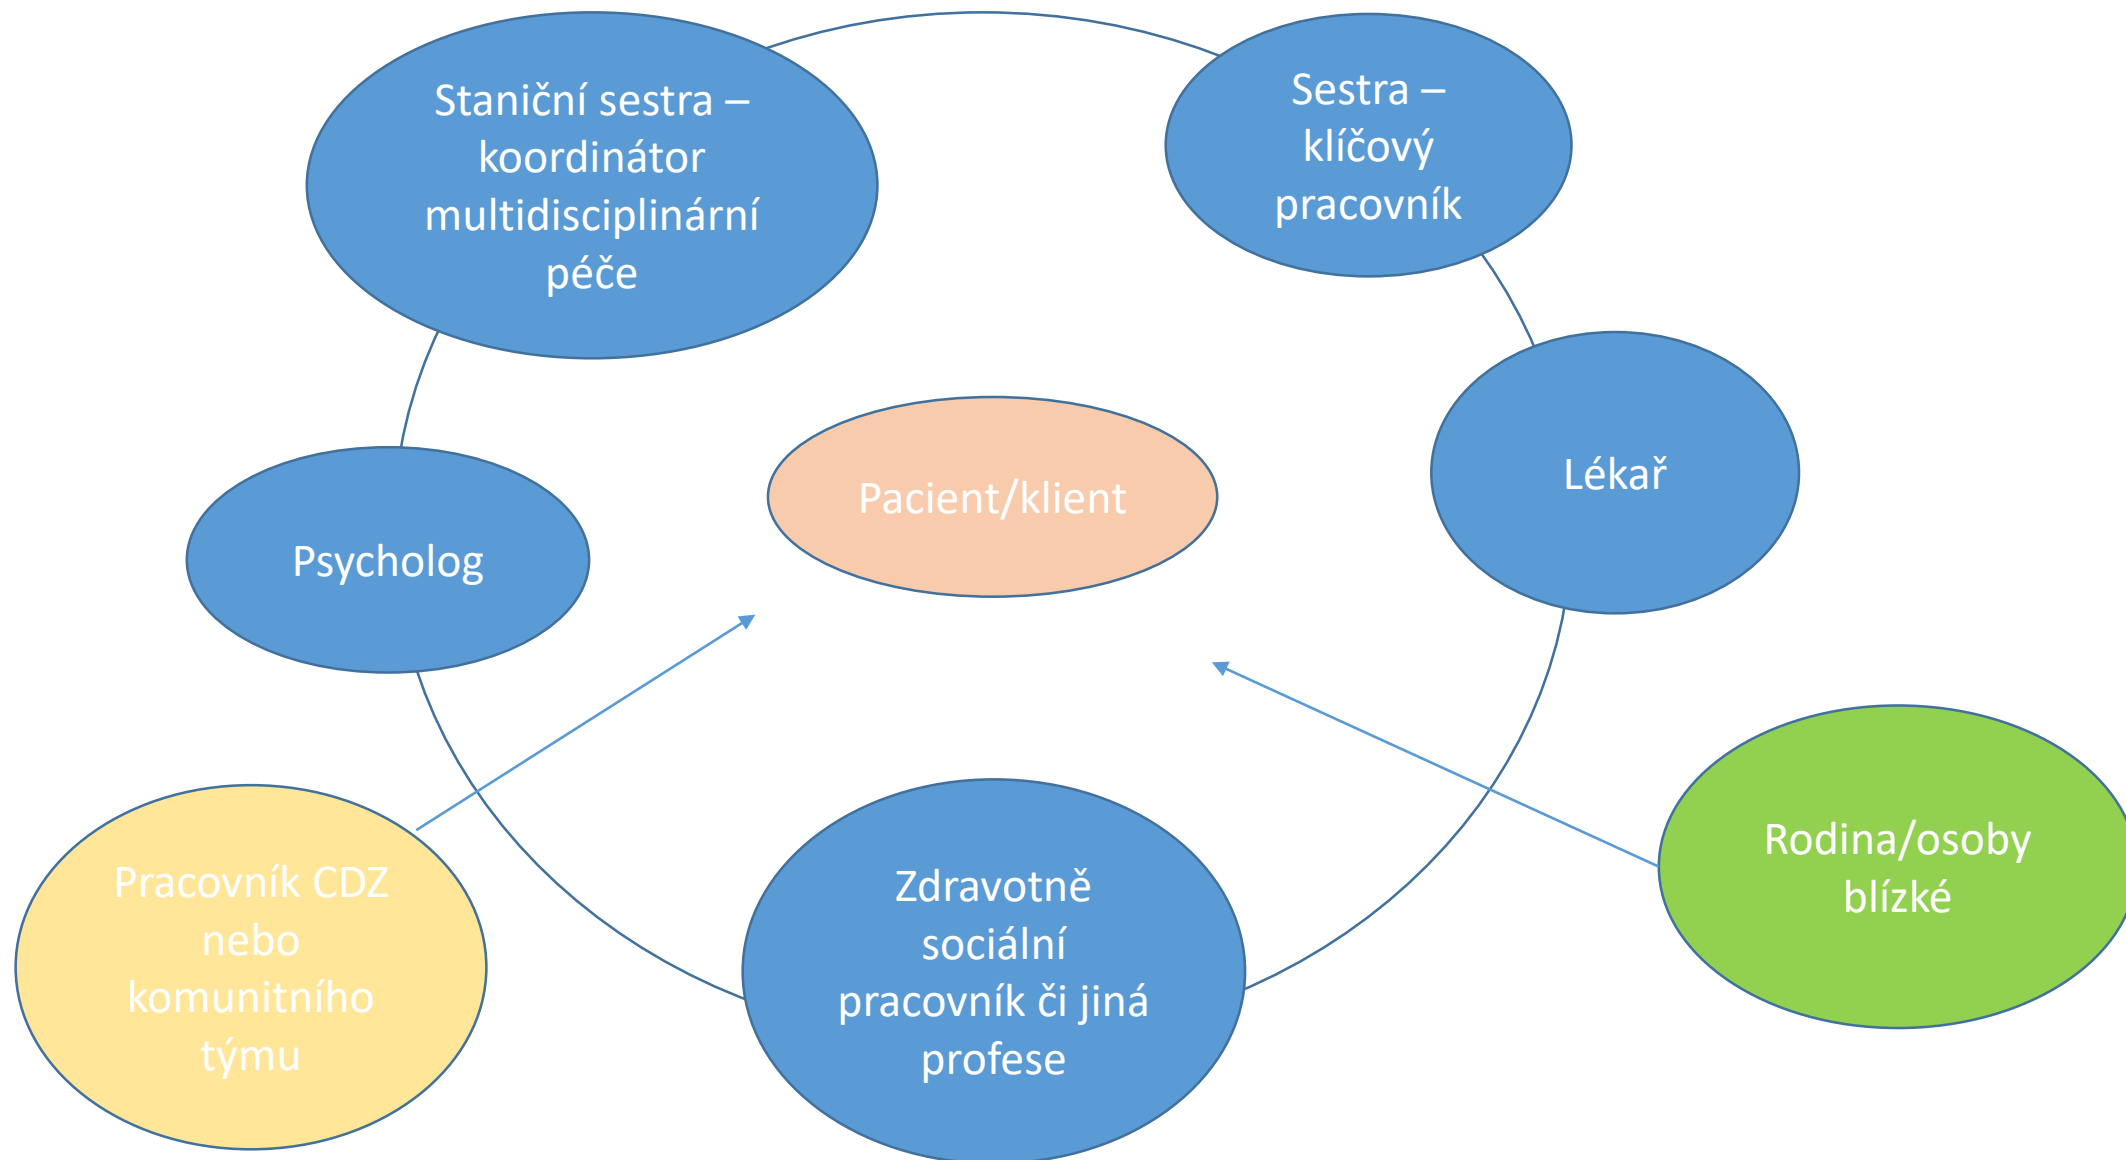 Staniční sestra –
koordinátor
multidisciplinární
péče
Sestra –
klíčový
pracovník
Lékař
Pacient/klient
Psycholog
Rodina/osoby
blízké
Pracovník CDZ
nebo
komunitního
týmu
Zdravotně
sociální
pracovník či jiná
profese